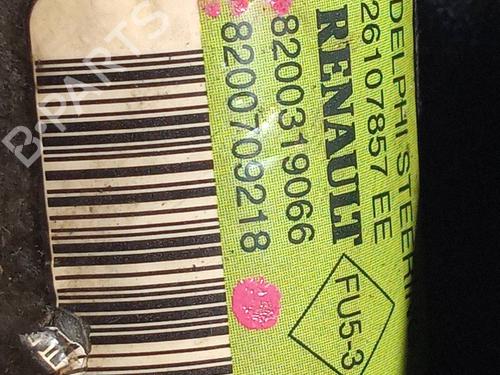 DELPHI.STEERIN
26107857 EE
RENAULT
FU5-3
8200319066
8200709218
B-PARTS